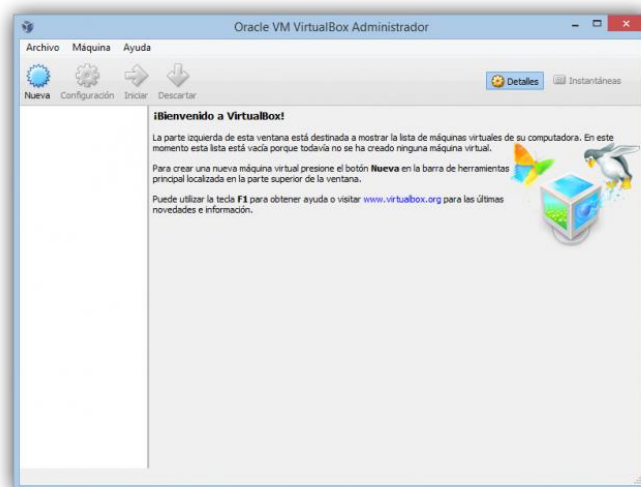 Oracle VM VirtualBox Administrador
Archivo Máquina Ayuda
Nueva Configuración Iniciar Descartar Detalles Instantáneas
¡Bienvenido a VirtualBox!
La parte izquierda de esta ventana está destinada a mostrar la lista de máquinas virtuales de su computadora. En este
momento esta lista está vacía porque todavía no se ha creado ninguna máquina virtual.
Para crear una nueva máquina virtual presione el botón Nueva en la barra de herramientas
principal localizada en la parte superior de la ventana.
Puede utilizar la tecla F1 para obtener ayuda o visitar www.virtualbox.org para las últimas
novedades e información.